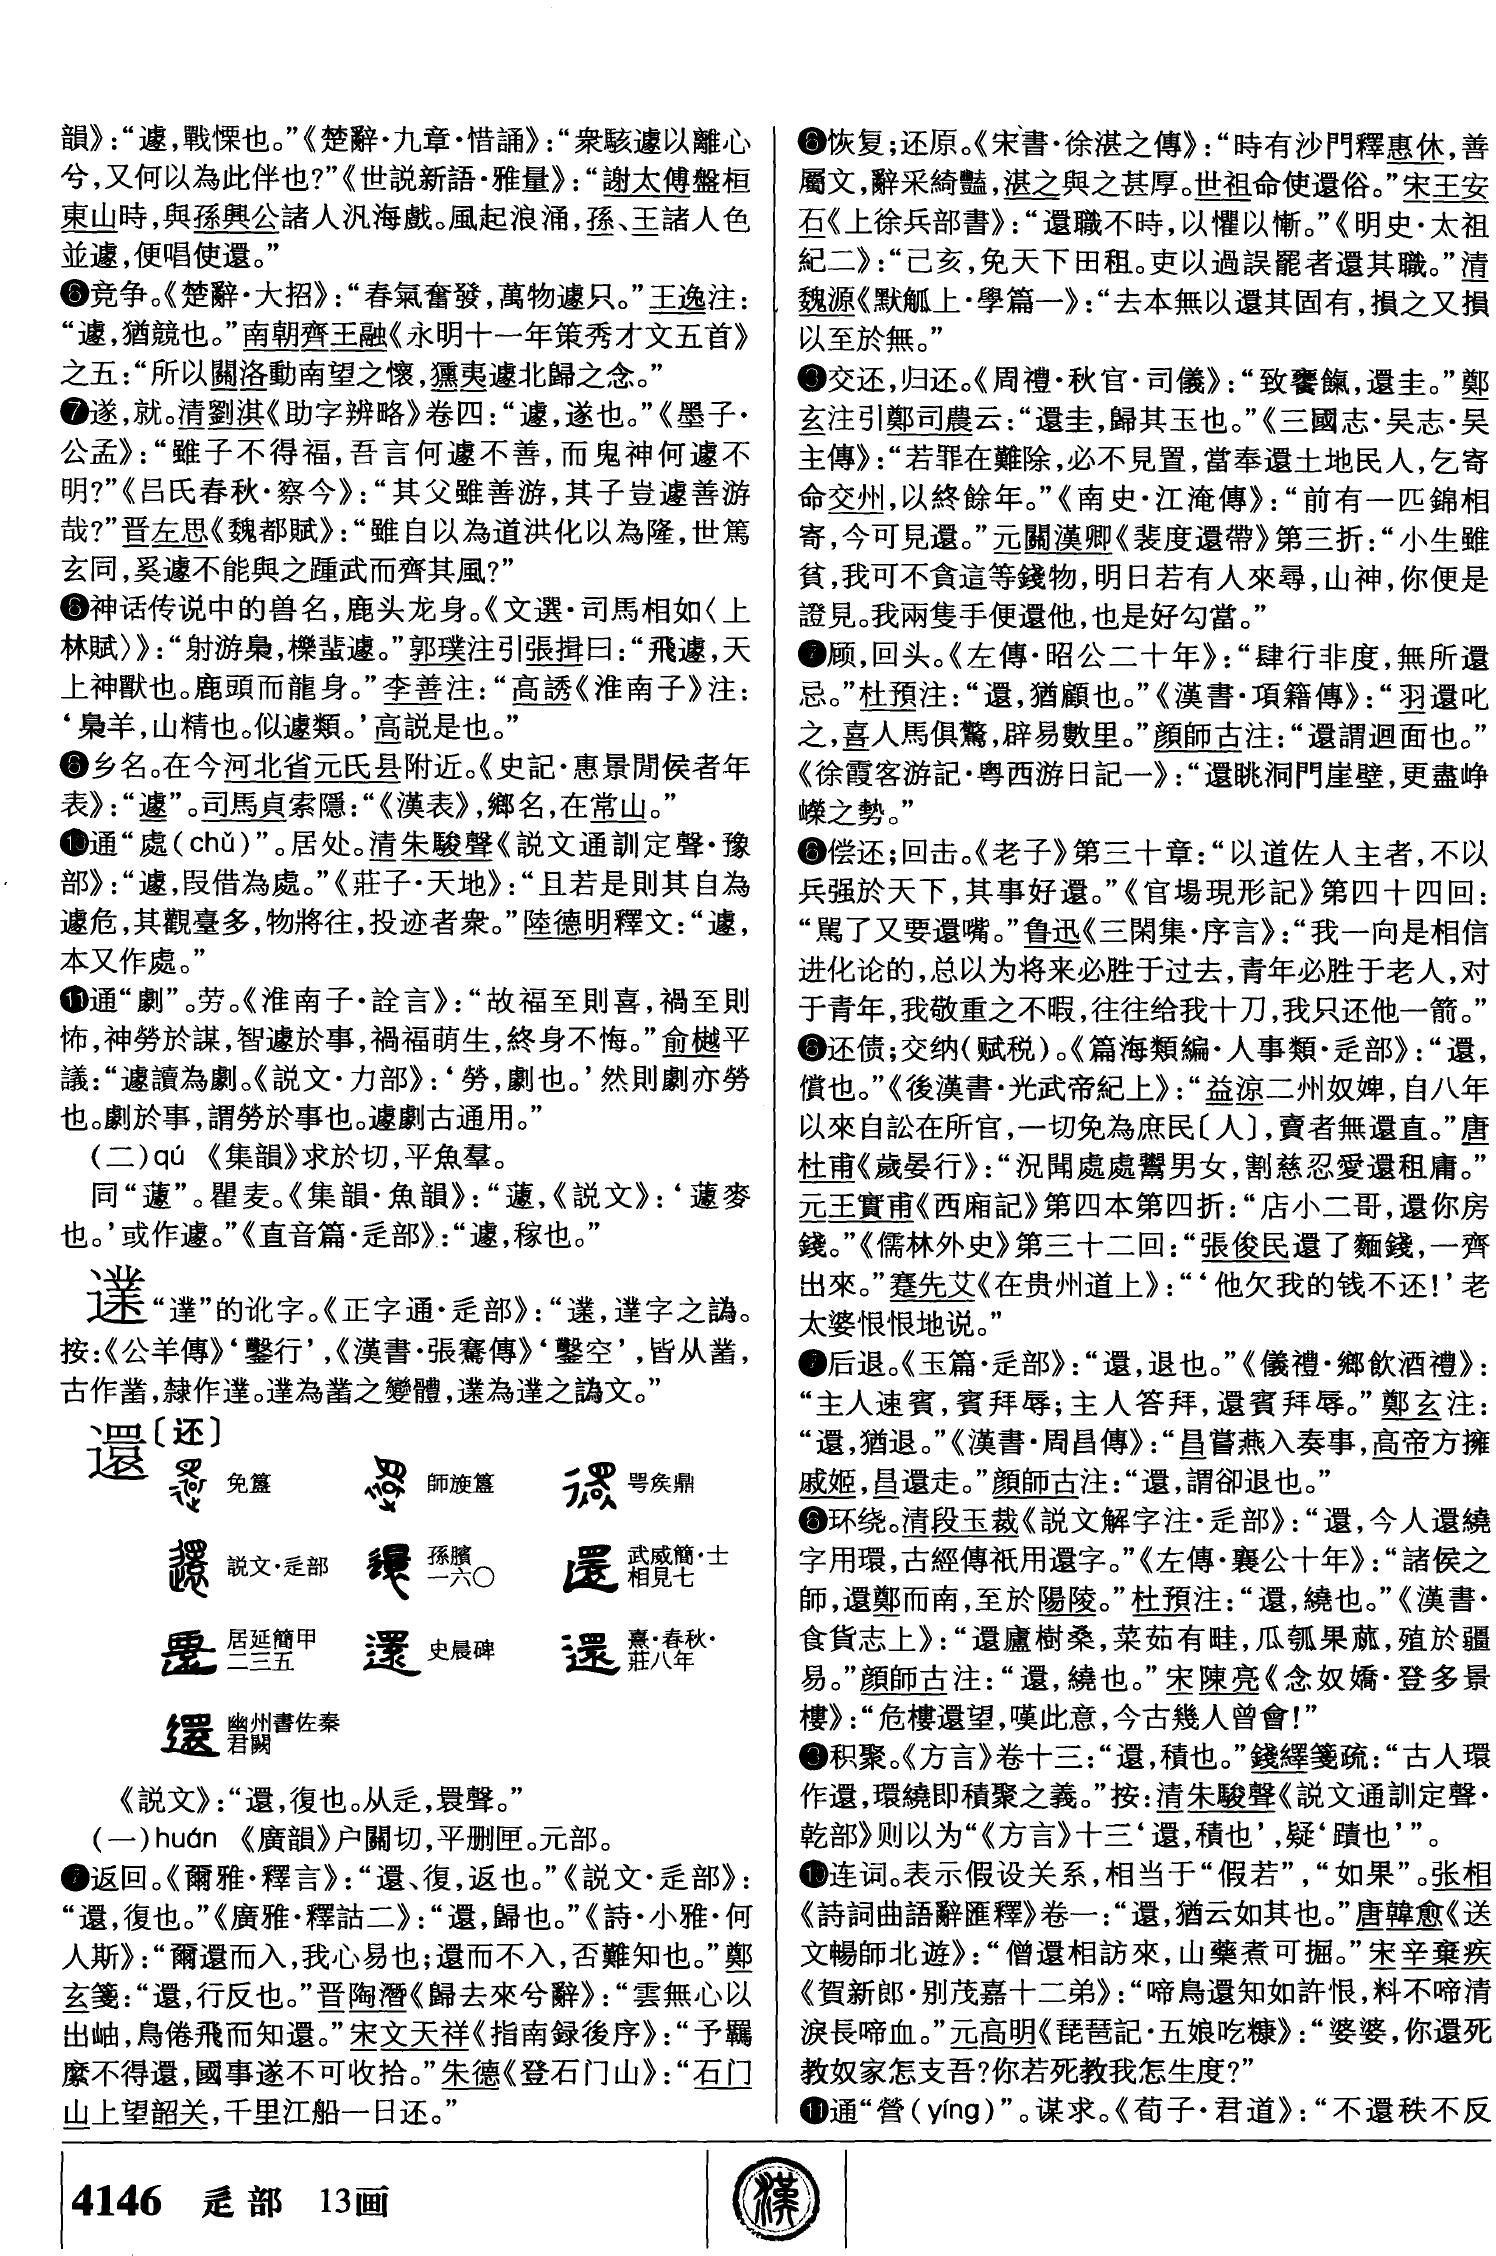 韻》：“遽，戰慄也。”《楚辭·九章·惜誦》：“衆駭遽以離心
兮，又何以為此伴也？”《世説新語·雅量》：“謝太傅盤桓
東山時，與孫興公諸人汎海戲。風起浪涌，孫、王諸人色
並遽，便唱使還。”
❻竞争。《楚辭·大招》：“春氣奮發，萬物遽只。”王逸注：
“遽，猶競也。”南朝齊王融《永明十一年策秀才文五首》
之五：“所以關洛動南望之懷，獯夷遽北歸之念。”
❼遂，就。清劉淇《助字辨略》卷四：“遽，遂也。”《墨子·
公孟》：“雖子不得福，吾言何遽不善，而鬼神何遽不
明？”《吕氏春秋·察今》：“其父雖善游，其子豈遽善游
哉？”晋左思《魏都賦》：“雖自以為道洪化以為隆，世篤
玄同，奚遽不能與之踵武而齊其風？”
❽神话传说中的兽名，鹿头龙身。《文選·司馬相如〈上
林賦〉》：“射游梟，櫟蜚遽。”郭璞注引張揖曰：“飛遽，天
上神獸也。鹿頭而龍身。”李善注：“高誘《淮南子》注：
‘梟羊，山精也。似遽類。’高説是也。”
❾乡名。在今河北省元氏县附近。《史記·惠景閒侯者年
表》：“遽”。司馬貞索隱：“《漢表》，鄉名，在常山。”
❿通“處（chǔ）”。居处。清朱駿聲《説文通訓定聲·豫
部》：“遽，叚借為處。”《莊子·天地》：“且若是則其自為
遽危，其觀臺多，物將往，投迹者衆。”陸德明釋文：“遽，
本又作處。”
⓫通“劇”。劳。《淮南子·詮言》：“故福至則喜，禍至則
怖，神勞於謀，智遽於事，禍福萌生，終身不悔。”俞樾平
議：“遽讀為劇。《説文·力部》：‘勞，劇也。’然則劇亦勞
也。劇於事，謂勞於事也。遽劇古通用。”
（二）qú 《集韻》求於切，平魚羣。
同“蘧”。瞿麦。《集韻·魚韻》：“蘧，《説文》：‘蘧麥
也。’或作遽。”《直音篇·辵部》：“遽，稼也。”
“㨖”的讹字。《正字通·辵部》：
按：《公羊傳》‘鑿行’，《漢書·張騫傳》‘鑿空’，皆从凿，
還〔还〕
免簋 師旋簋 咢侯鼎
説文·辵部 孫臏一六〇 武威簡·士相見七
居延簡甲二三五 史晨碑 熹·春秋·莊八年
幽州書佐秦君闕
《説文》：“還，復也。从辵，睘聲。”
（一）huán 《廣韻》户關切，平删匣。元部。
❶返回。《爾雅·釋言》：“還、復，返也。”《説文·辵部》：
“還，復也。”《廣雅·釋詁二》：“還，歸也。”《詩·小雅·何
人斯》：“爾還而入，我心易也；還而不入，否難知也。”鄭
玄箋：“還，行反也。”晋陶潛《歸去來兮辭》：“雲無心以
出岫，鳥倦飛而知還。”宋文天祥《指南録後序》：“予羈
縻不得還，國事遂不可收拾。”朱德《登石门山》：“石门
山上望韶关，千里江船一日还。”
❷恢复；还原。《宋書·徐湛之傳》：“時有沙門釋惠休，善
屬文，辭采綺豔，湛之與之甚厚。世祖命使還俗。”宋王安
石《上徐兵部書》：“還職不時，以懼以慚。”《明史·太祖
紀二》：“己亥，免天下田租。吏以過誤罷者還其職。”清
魏源《默觚上·學篇一》：“去本無以還其固有，損之又損
以至於無。”
❸交还，归还。《周禮·秋官·司儀》：“致饔餼，還圭。”鄭
玄注引鄭司農云：“還圭，歸其玉也。”《三國志·吴志·吴
主傳》：“若罪在難除，必不見置，當奉還土地民人，乞寄
命交州，以終餘年。”《南史·江淹傳》：“前有一匹錦相
寄，今可見還。”元關漢卿《裴度還帶》第三折：“小生雖
貧，我可不貪這等錢物，明日若有人來尋，山神，你便是
證見。我兩隻手便還他，也是好勾當。”
❹顾，回头。《左傳·昭公二十年》：“肆行非度，無所還
忌。”杜預注：“還，猶顧也。”《漢書·項籍傳》：“羽還叱
之，喜人馬俱驚，辟易數里。”顔師古注：“還謂迴面也。”
《徐霞客游記·粤西游日記一》：“還眺洞門崖壁，更盡崢
嶸之勢。”
❺偿还；回击。《老子》第三十章：“以道佐人主者，不以
兵强於天下，其事好還。”《官場現形記》第四十四回：
“駡了又要還嘴。”鲁迅《三閑集·序言》：“我一向是相信
进化论的，总以为将来必胜于过去，青年必胜于老人，对
于青年，我敬重之不暇，往往给我十刀，我只还他一箭。”
❻还债；交纳（赋税）。《篇海類編·人事類·辵部》：“還，
償也。”《後漢書·光武帝紀上》：“益涼二州奴婢，自八年
以來自訟在所官，一切免為庶民〔人〕，賣者無還直。”唐
杜甫《歲晏行》：“況聞處處鬻男女，割慈忍愛還租庸。”
元王實甫《西廂記》第四本第四折：“店小二哥，還你房
錢。”《儒林外史》第三十二回：“張俊民還了麵錢，一齊
出來。”蹇先艾《在贵州道上》：“‘他欠我的钱不还！’老
太婆恨恨地说。”
❼后退。《玉篇·辵部》：“還，退也。”《儀禮·鄉飲酒禮》：
“主人速賓，賓拜辱；主人答拜，還賓拜辱。”鄭玄注：
“還，猶退。”《漢書·周昌傳》：“昌嘗燕入奏事，高帝方擁
戚姬，昌還走。”顔師古注：“還，謂卻退也。”
❽环绕。清段玉裁《説文解字注·辵部》：“還，今人還繞
字用環，古經傳衹用還字。”《左傳·襄公十年》：“諸侯之
師，還鄭而南，至於陽陵。”杜預注：“還，繞也。”《漢書·
食貨志上》：“還廬樹桑，菜茹有畦，瓜瓠果蓏，殖於疆
易。”顔師古注：“還，繞也。”宋陳亮《念奴嬌·登多景
樓》：“危樓還望，嘆此意，今古幾人曾會！”
❾积聚。《方言》卷十三：“還，積也。”錢繹箋疏：“古人環
作還，環繞即積聚之義。”按：清朱駿聲《説文通訓定聲·
乾部》则以为“《方言》十三‘還，積也’，疑‘蹟也’”。
❿连词。表示假设关系，相当于“假若”，“如果”。张相
《詩詞曲語辭匯釋》卷一：“還，猶云如其也。”唐韓愈《送
文暢師北遊》：“僧還相訪來，山藥煮可掘。”宋辛棄疾
《賀新郎·别茂嘉十二弟》：“啼鳥還知如許恨，料不啼清
淚長啼血。”元高明《琵琶記·五娘吃糠》：“婆婆，你還死
教奴家怎支吾？你若死教我怎生度？”
⓫通“營（yíng）”。谋求。《荀子·君道》：“不還秩不反
4146 辵部 13画
漢